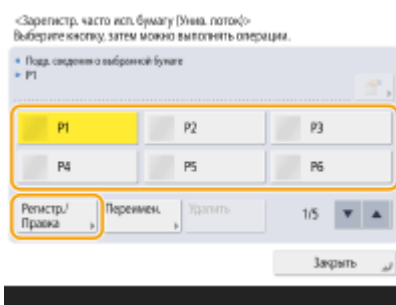 <Зарегистр. часто исп. бумагу (Унив. лоток)>
Выберите кнопку, затем можно выполнять операции.
Подр. сведения о выбранной бумаге
P1
P1 P2 P3
P4 P5 P6
Регистр./ Переимен. Удалить 1/5
Правка
Закрыть